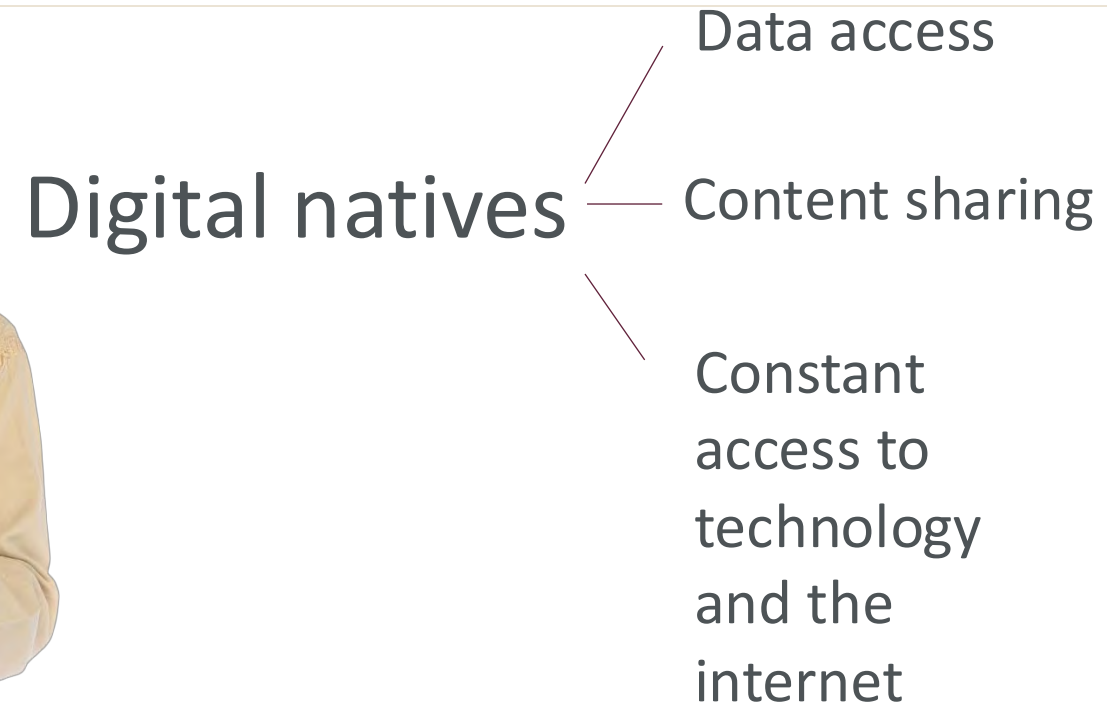 Data access
Digital natives
Content sharing
Constant
access to
technology
and the
internet